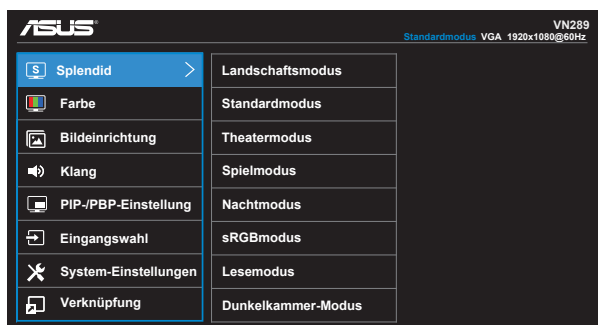 ASUS
VN289
Standardmodus VGA 1920x1080@60Hz
S Splendid
Farbe
Bildeinrichtung
Klang
PIP-/PBP-Einstellung
Eingangswahl
System-Einstellungen
Verknüpfung
Landschaftsmodus
Standardmodus
Theatermodus
Spielmodus
Nachtmodus
sRGBmodus
Lesemodus
Dunkelkammer-Modus